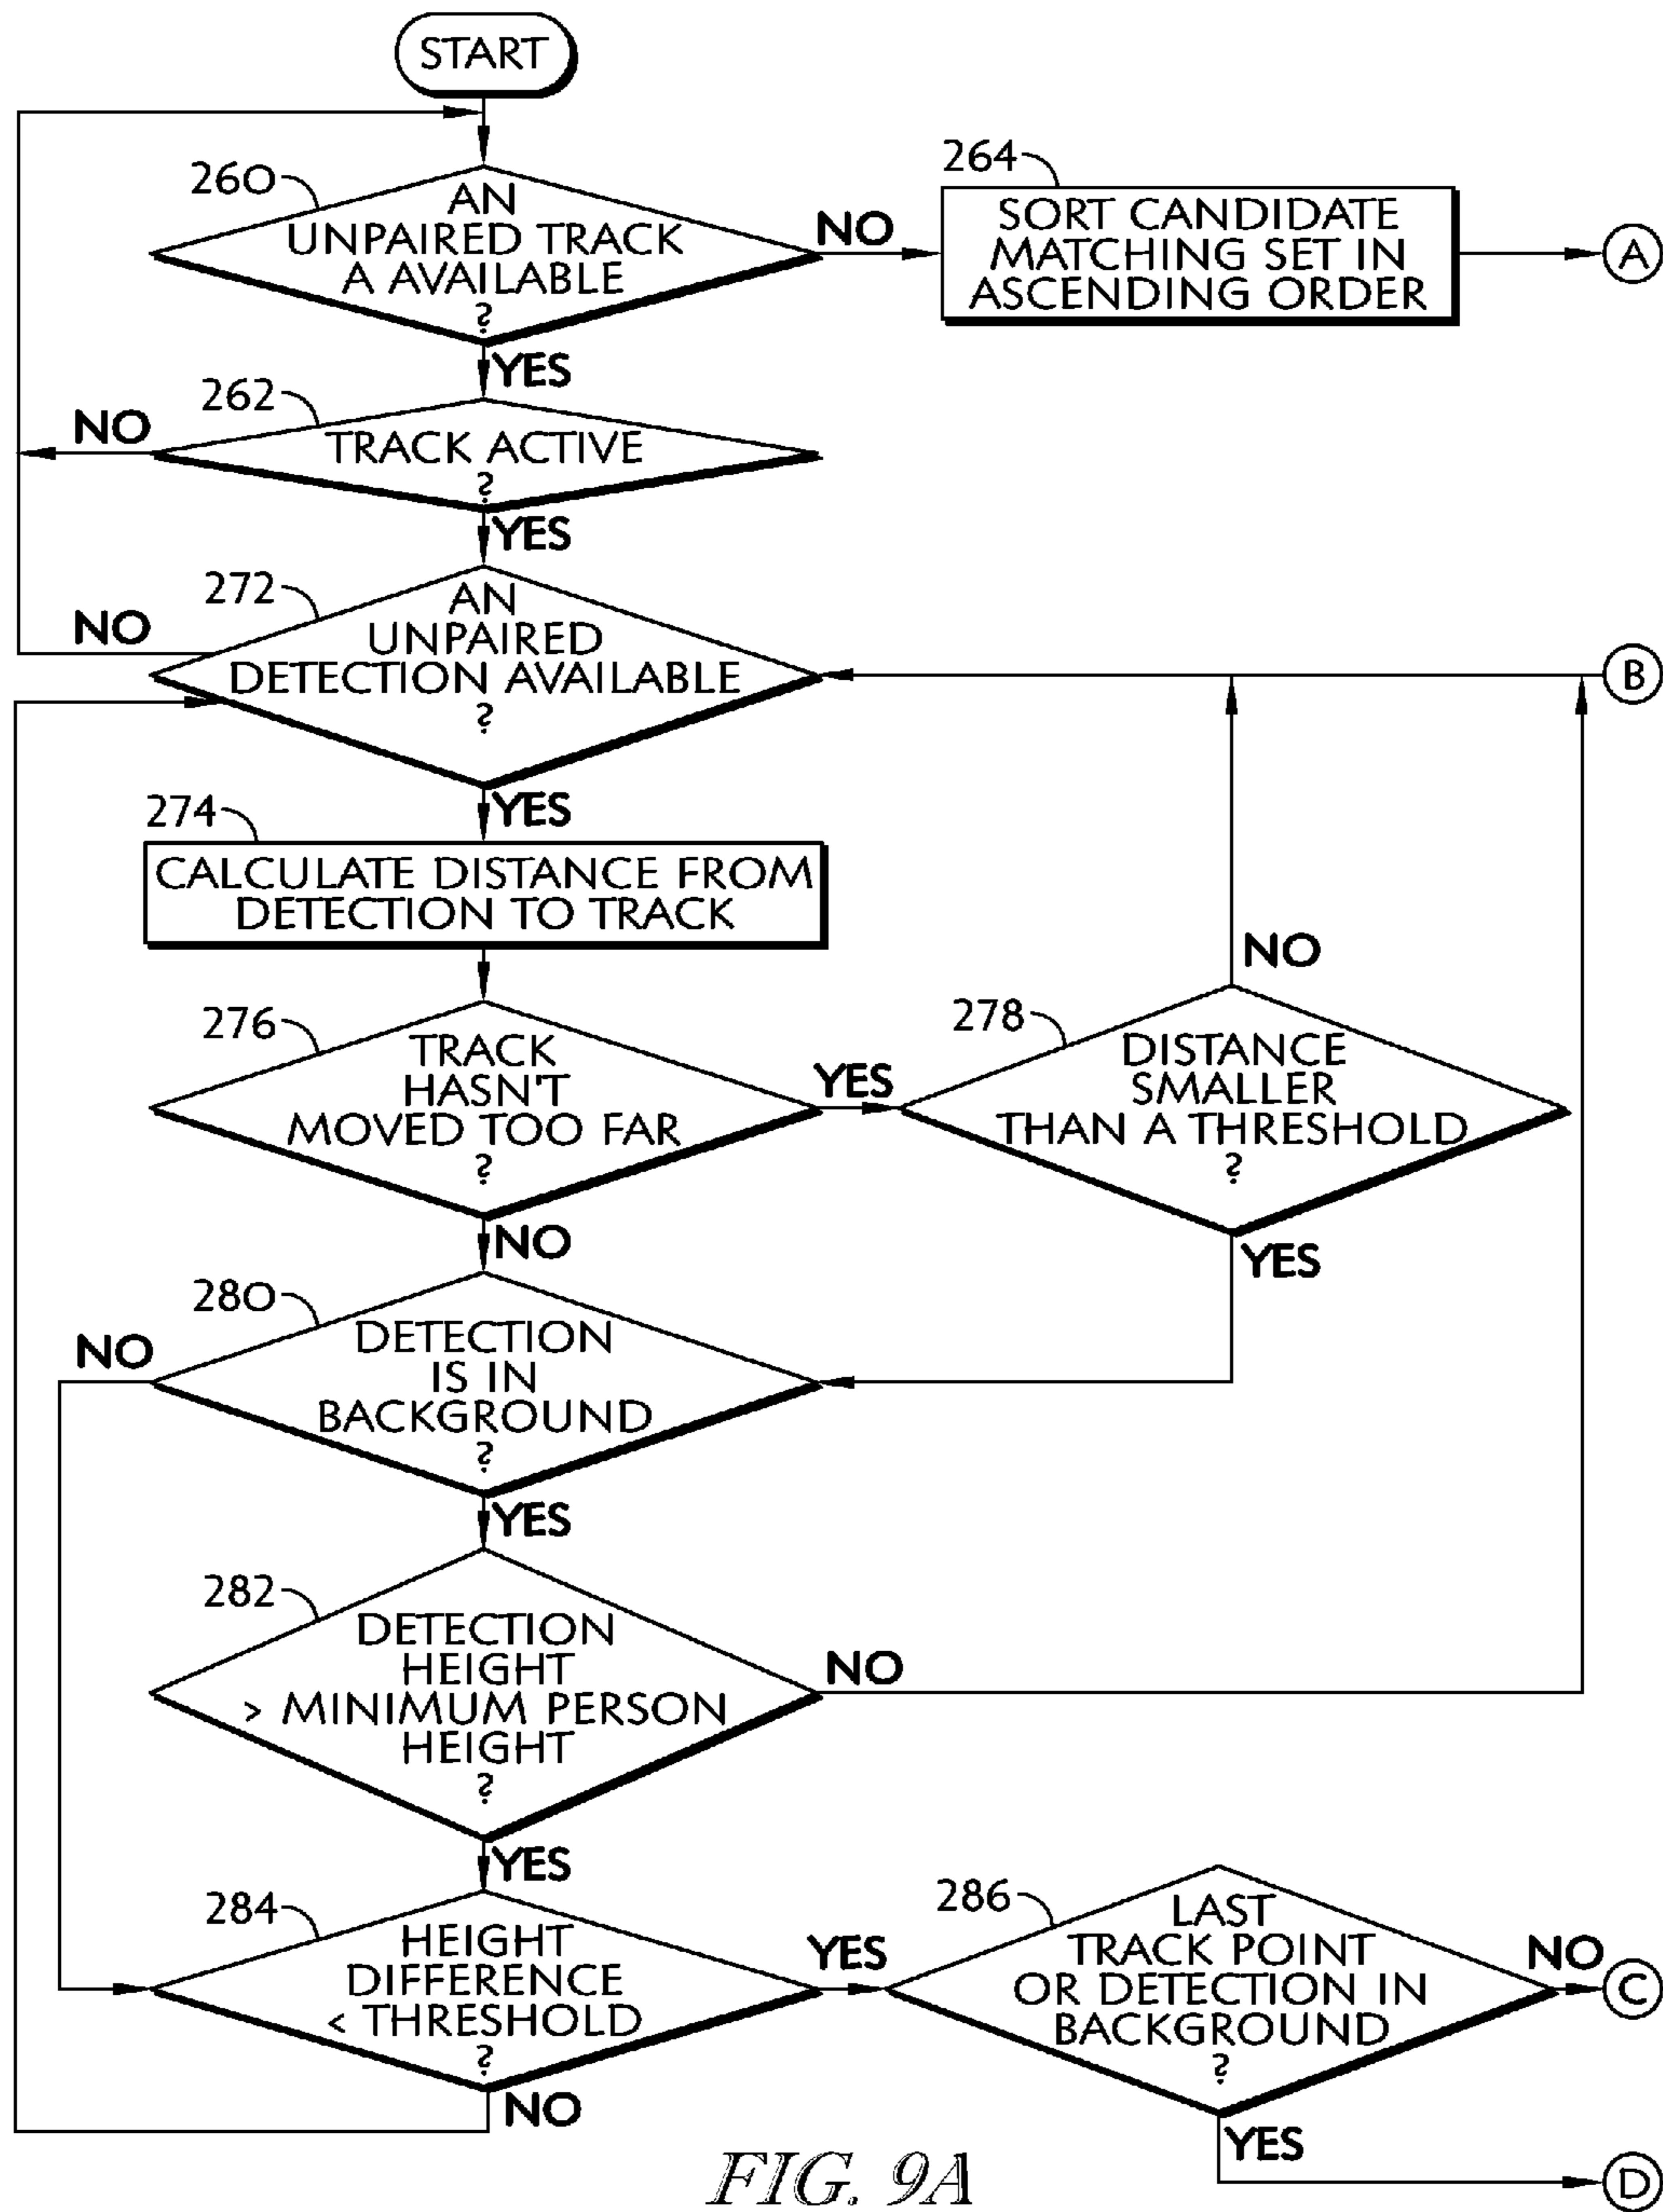 START
260
AN
UNPAIRED TRACK
A AVAILABLE
?
NO
264
SORT CANDIDATE
MATCHING SET IN
ASCENDING ORDER
A
YES
262
NO
TRACK ACTIVE
?
YES
272
NO
AN
UNPAIRED
DETECTION AVAILABLE
?
B
YES
274
CALCULATE DISTANCE FROM
DETECTION TO TRACK
276
TRACK
HASN'T
MOVED TOO FAR
?
YES
NO
278
DISTANCE
SMALLER
THAN A THRESHOLD
?
YES
NO
280
NO
DETECTION
IS IN
BACKGROUND
?
YES
282
DETECTION
HEIGHT
> MINIMUM PERSON
HEIGHT
?
NO
YES
284
HEIGHT
DIFFERENCE
< THRESHOLD
?
YES
NO
286
LAST
TRACK POINT
OR DETECTION IN
BACKGROUND
?
NO
C
YES
D
FIG. 9A